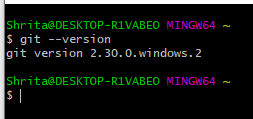 Shrita@DESKTOP-R1VABEO MINGW64 ~
$ git --version
git version 2.30.0.windows.2
Shrita@DESKTOP-R1VABEO MINGW64 ~
$